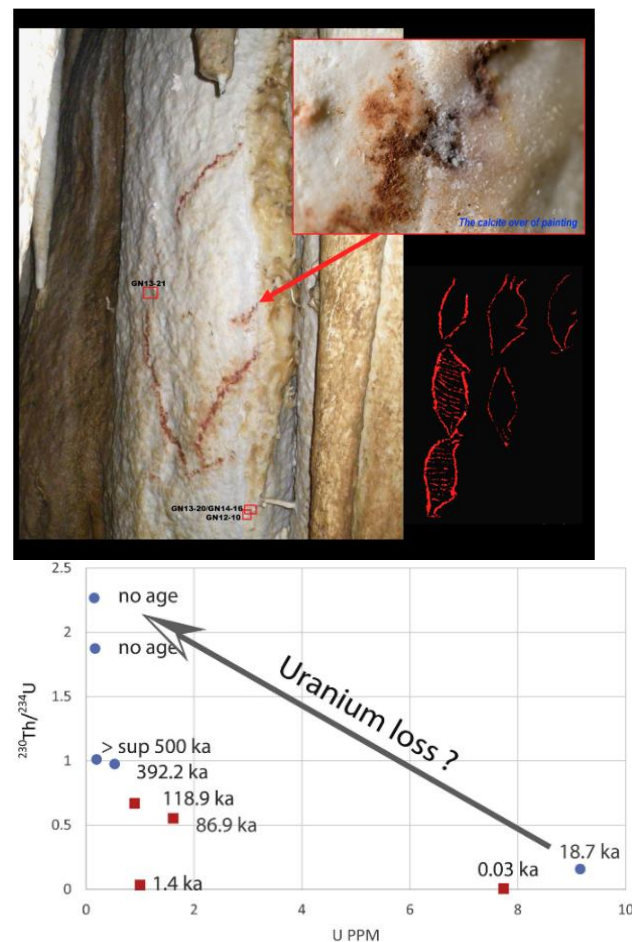 The calcite over of painting
GN13-21
GN13-20/GN14-16
GN12-10
2.5
no age
2
no age
Uranium loss ?
1.5
230Th/234U
> sup 500 ka
1
392.2 ka
118.9 ka
0.5
86.9 ka
18.7 ka
0.03 ka
1.4 ka
0
0 2 4 6 8 10
U PPM